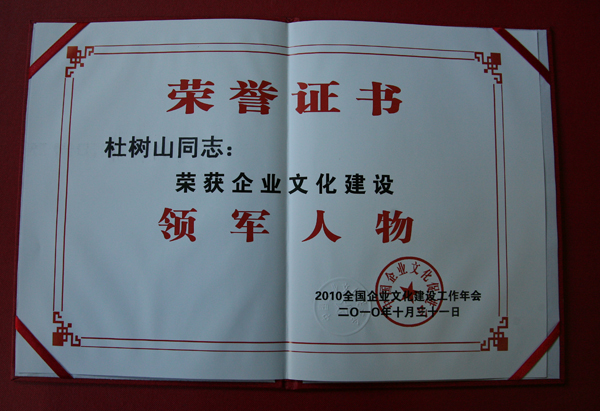 荣誉证书
杜树山同志：
荣获企业文化建设
领军人物
2010全国企业文化建设工作年会
二〇一〇年十月三十一日